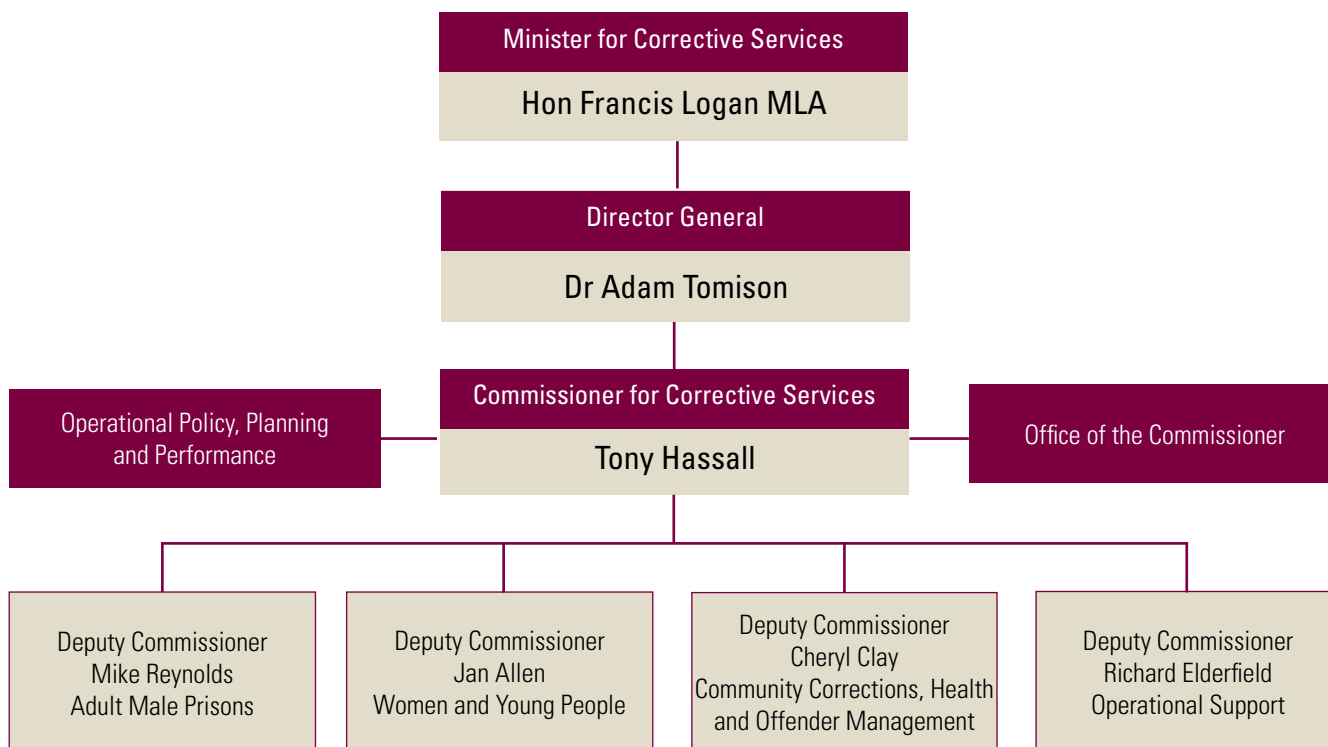 Minister for Corrective Services
Hon Francis Logan MLA
Director General
Dr Adam Tomison
Commissioner for Corrective Services
Tony Hassall
Operational Policy, Planning
and Performance
Office of the Commissioner
Deputy Commissioner
Mike Reynolds
Adult Male Prisons
Deputy Commissioner
Jan Allen
Women and Young People
Deputy Commissioner
Cheryl Clay
Community Corrections, Health
and Offender Management
Deputy Commissioner
Richard Elderfield
Operational Support